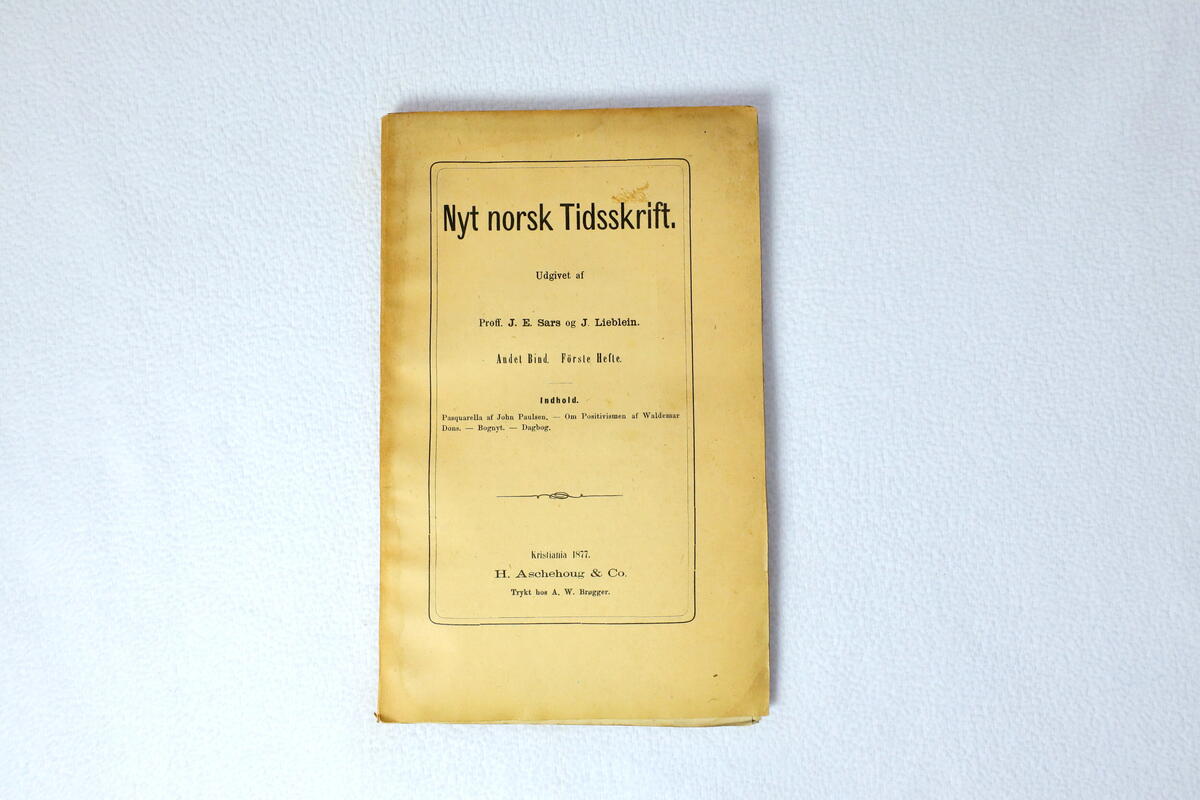 Nyt norsk Tidsskrift.
Udgivet af
Proff. J. E. Sars og J. Lieblein.
Andet Bind. Förste Hefte.
Indhold.
Pasquarella af John Paulsen. — Om Positivismen af Waldemar
Dons. — Bognyt. — Dagbog.
Kristiania 1877.
H. Aschehoug & Co.
Trykt hos A. W. Brøgger.